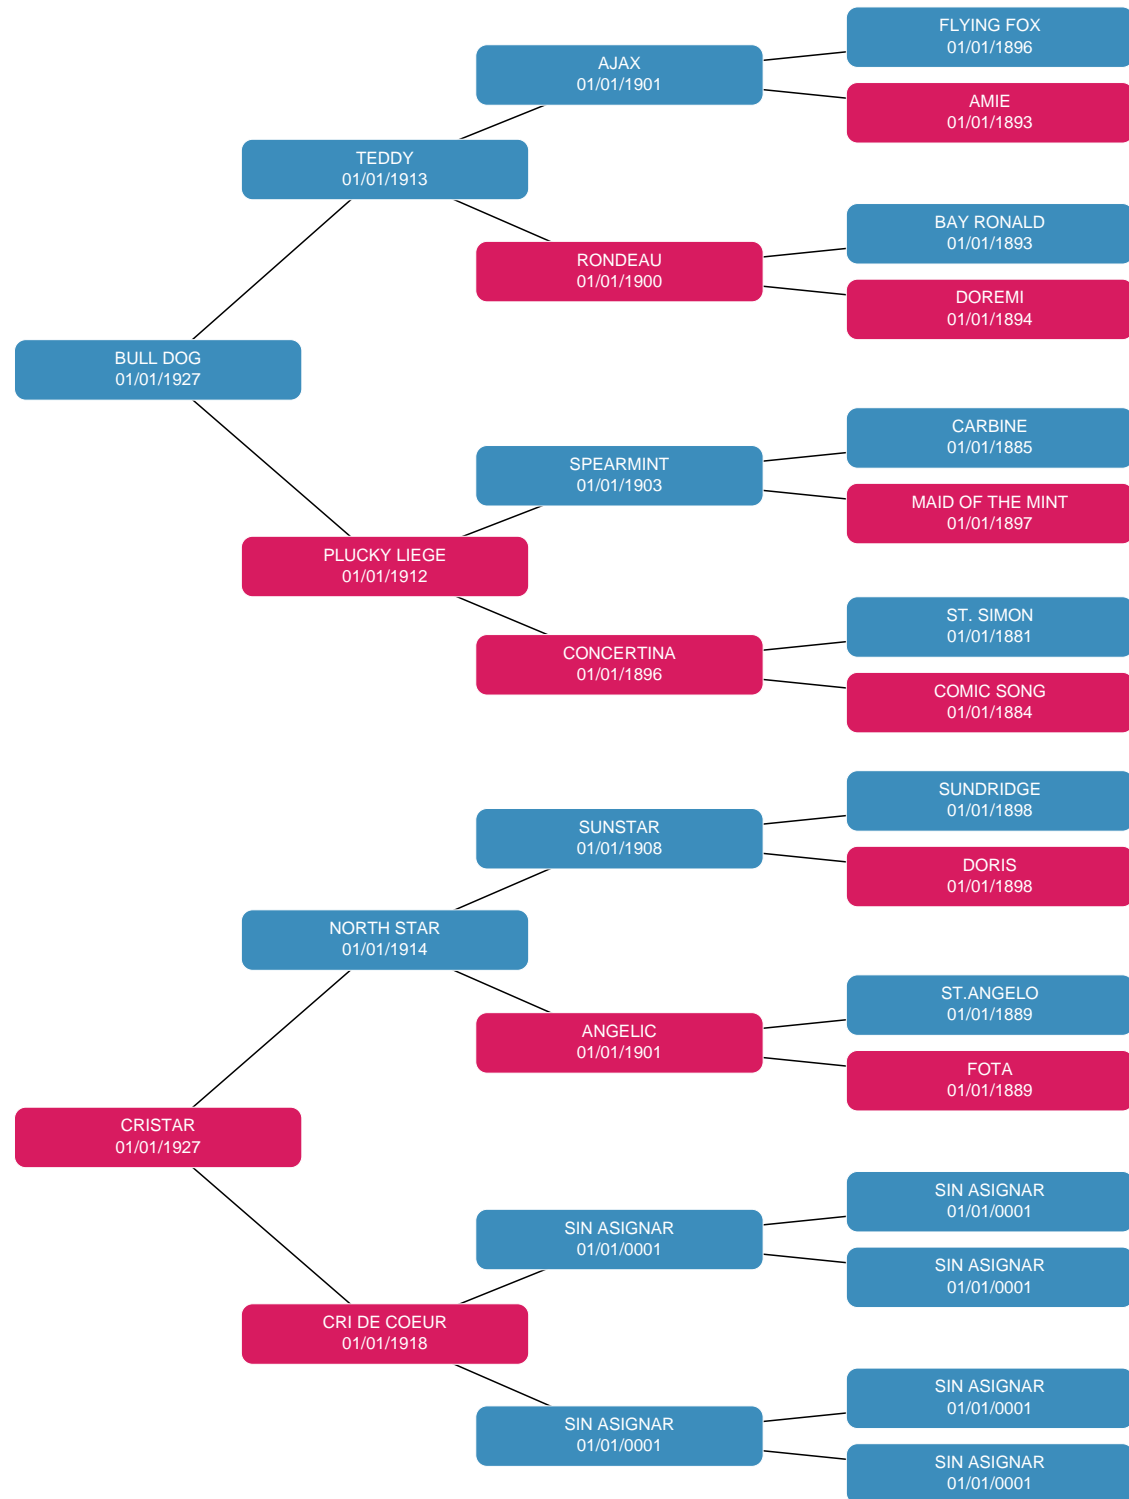 FLYING FOX
01/01/1896
AJAX
01/01/1901
AMIE
01/01/1893
TEDDY
01/01/1913
BAY RONALD
01/01/1893
RONDEAU
01/01/1900
DOREMI
01/01/1894
BULL DOG
01/01/1927
CARBINE
01/01/1885
SPEARMINT
01/01/1903
MAID OF THE MINT
01/01/1897
PLUCKY LIEGE
01/01/1912
ST. SIMON
01/01/1881
CONCERTINA
01/01/1896
COMIC SONG
01/01/1884
SUNDRIDGE
01/01/1898
SUNSTAR
01/01/1908
DORIS
01/01/1898
NORTH STAR
01/01/1914
ST.ANGELO
01/01/1889
ANGELIC
01/01/1901
FOTA
01/01/1889
CRISTAR
01/01/1927
SIN ASIGNAR
01/01/0001
SIN ASIGNAR
01/01/0001
SIN ASIGNAR
01/01/0001
CRI DE COEUR
01/01/1918
SIN ASIGNAR
01/01/0001
SIN ASIGNAR
01/01/0001
SIN ASIGNAR
01/01/0001